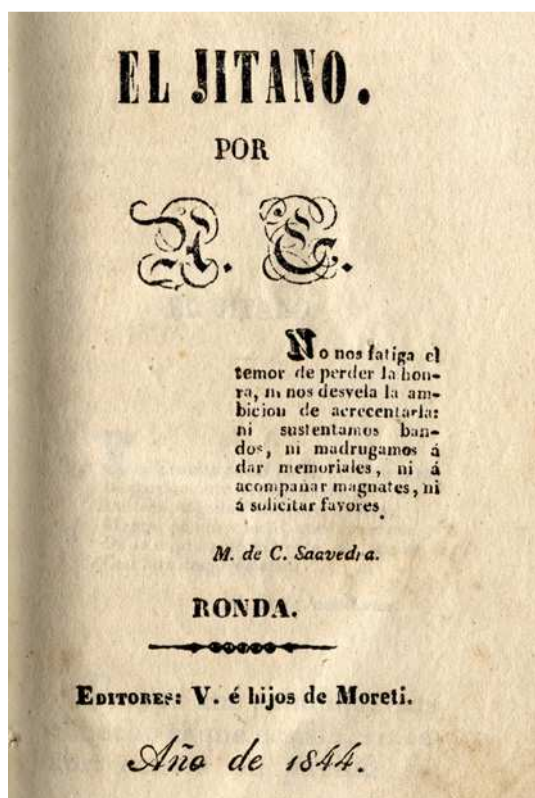 EL JITANO.
POR
A. C.
No nos fatiga el
temor de perder la hon-
ra, ni nos desvela la am-
bicion de acrecentarla:
ni sustentamos ban-
dos, ni madrugamos á
dar memoriales, ni á
acompañar magnates, ni
á solicitar favores
M. de C. Saavedra.
RONDA.
EDITORES: V. é hijos de Moreti.
Año de 1844.